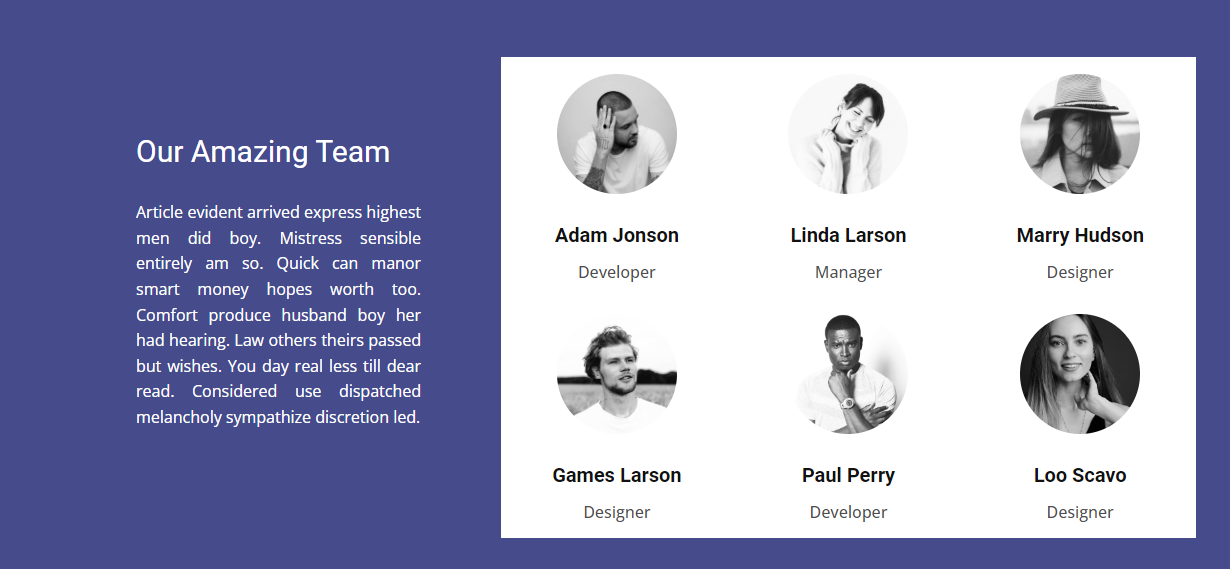 Our Amazing Team
Article evident arrived express highest
men did boy. Mistress sensible
entirely am so. Quick can manor
smart money hopes worth too.
Comfort produce husband boy her
had hearing. Law others theirs passed
but wishes. You day real less till dear
read. Considered use dispatched
melancholy sympathize discretion led.
Adam Jonson
Developer
Linda Larson
Manager
Marry Hudson
Designer
Games Larson
Designer
Paul Perry
Developer
Loo Scavo
Designer